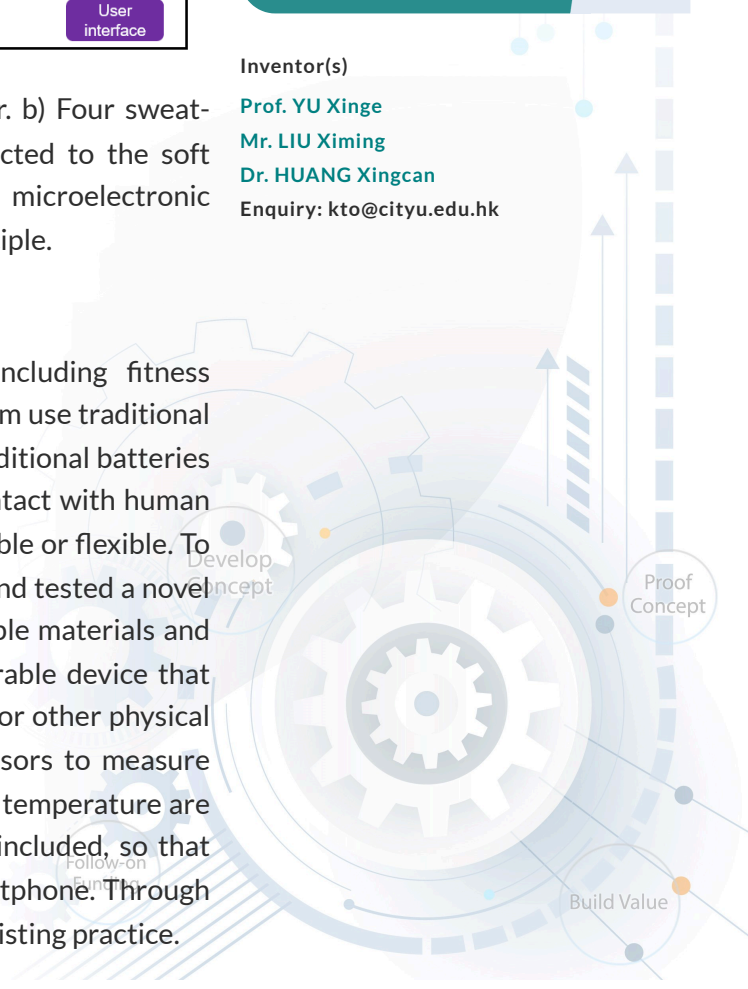 User
interface
r. b) Four sweat-
cted to the soft
microelectronic
iple.
ncluding fitness
m use traditional
ditional batteries
ntact with human
ble or flexible. To
nd tested a novel
ble materials and
rable device that
or other physical
sors to measure
temperature are
included, so that
tphone. Through
isting practice.
Inventor(s)
Prof. YU Xinge
Mr. LIU Ximing
Dr. HUANG Xingcan
Enquiry: kto@cityu.edu.hk
Develop
Concept
Proof
Concept
Follow-on
Funding
Build Value